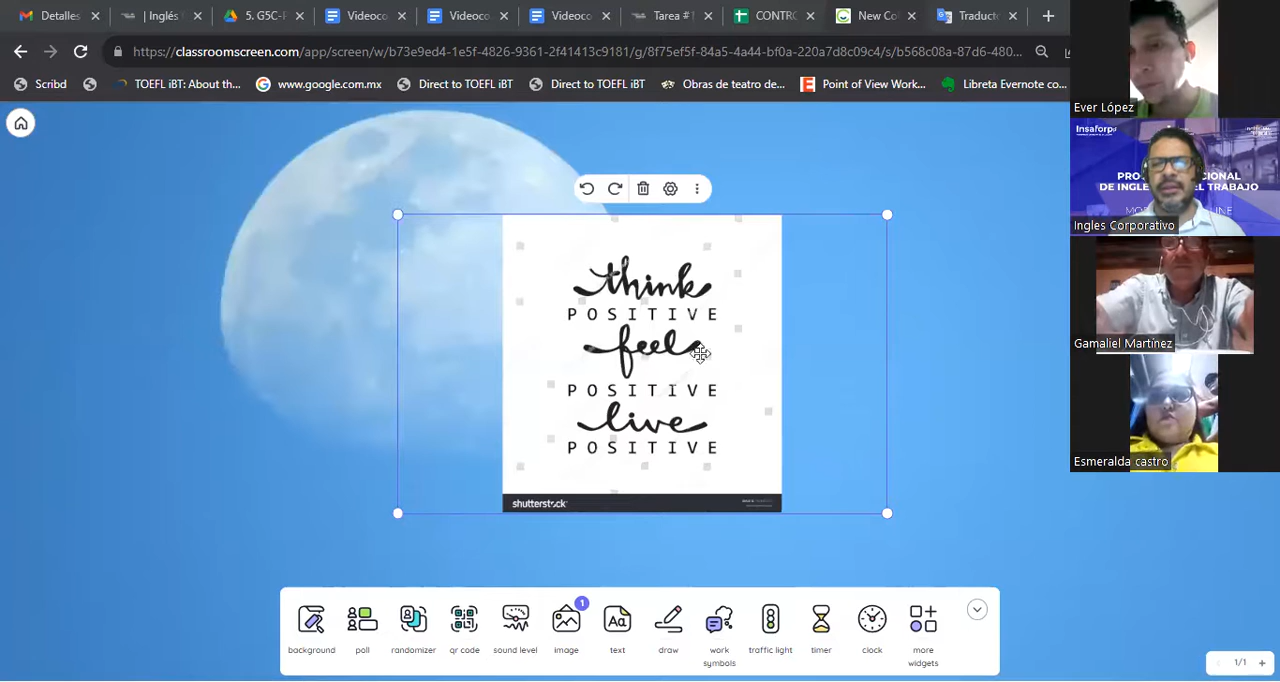 Detalles
| Inglés
5. G5C-F
Videoco
Videoco
Videoco
Tarea #1
CONTRO
New Co
Traducto
https://classroomscreen.com/app/screen/w/b73e9ed4-1e5f-4826-9361-2f41413c9181/g/8f75ef5f-84a5-4a44-bf0a-220a7d8c09c4/s/b568c08a-87d6-480...
Scribd
TOEFL iBT: About th...
www.google.com.mx
Direct to TOEFL iBT
Direct to TOEFL iBT
Obras de teatro de...
Point of View Work...
Libreta Evernote co...
think
POSITIVE
feel
POSITIVE
live
POSITIVE
shutterstock
background
poll
randomizer
qr code
sound level
1
image
Aa
text
draw
work
symbols
traffic light
timer
clock
more
widgets
1/1
Ever López
Insaforp
Ingles Corporativo
Gamaliel Martínez
Esmeralda castro